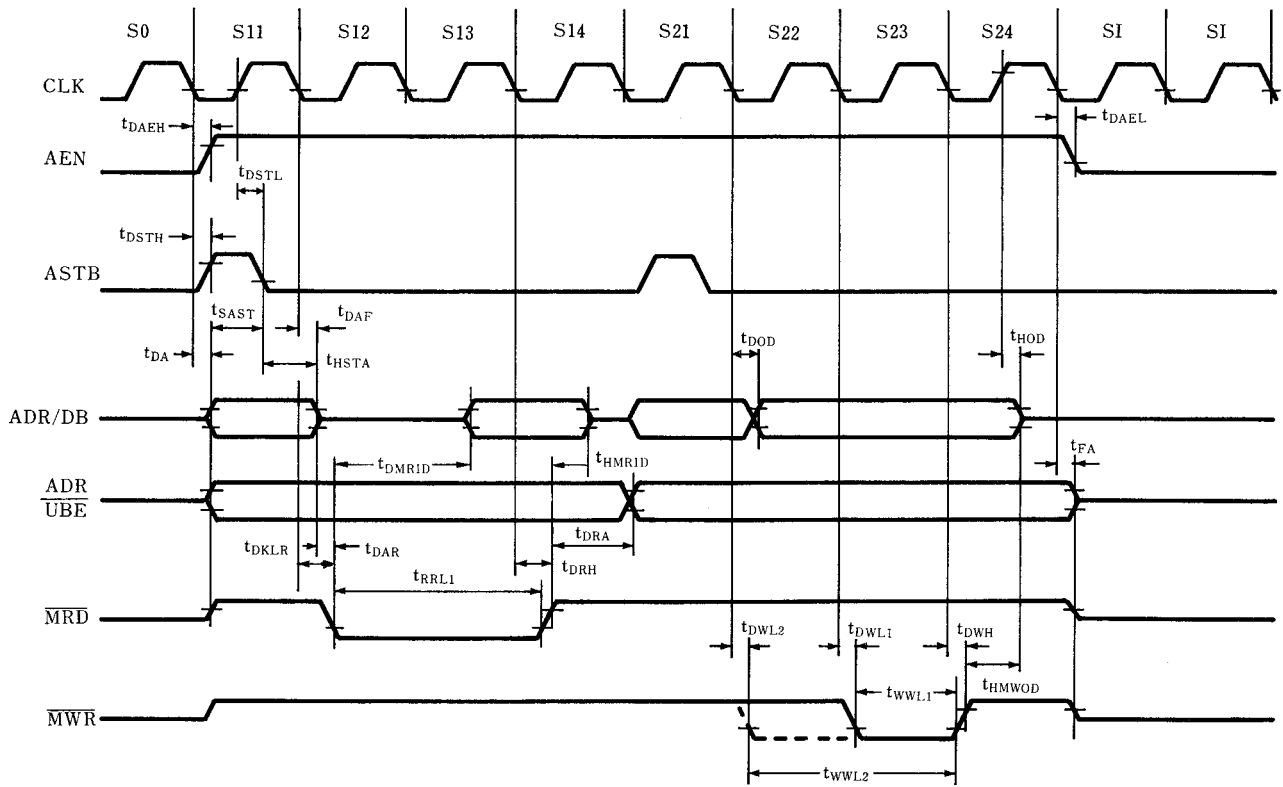 S0 S11 S12 S13 S14 S21 S22 S23 S24 SI SI
CLK
tDAEH tDAEL
AEN
tDSTL
tDSTH
ASTB
tSAST tDAF
tDA tHSTA tDOD tHOD
ADR/DB
tDMR1D tHMR1D tFA
ADR
UBE
tDKLR tDAR tDRA
tRRL1 tDRH
MRD
tDWL2 tDWL1 tDWH
tWWL1 tHMWOD
MWR
tWWL2